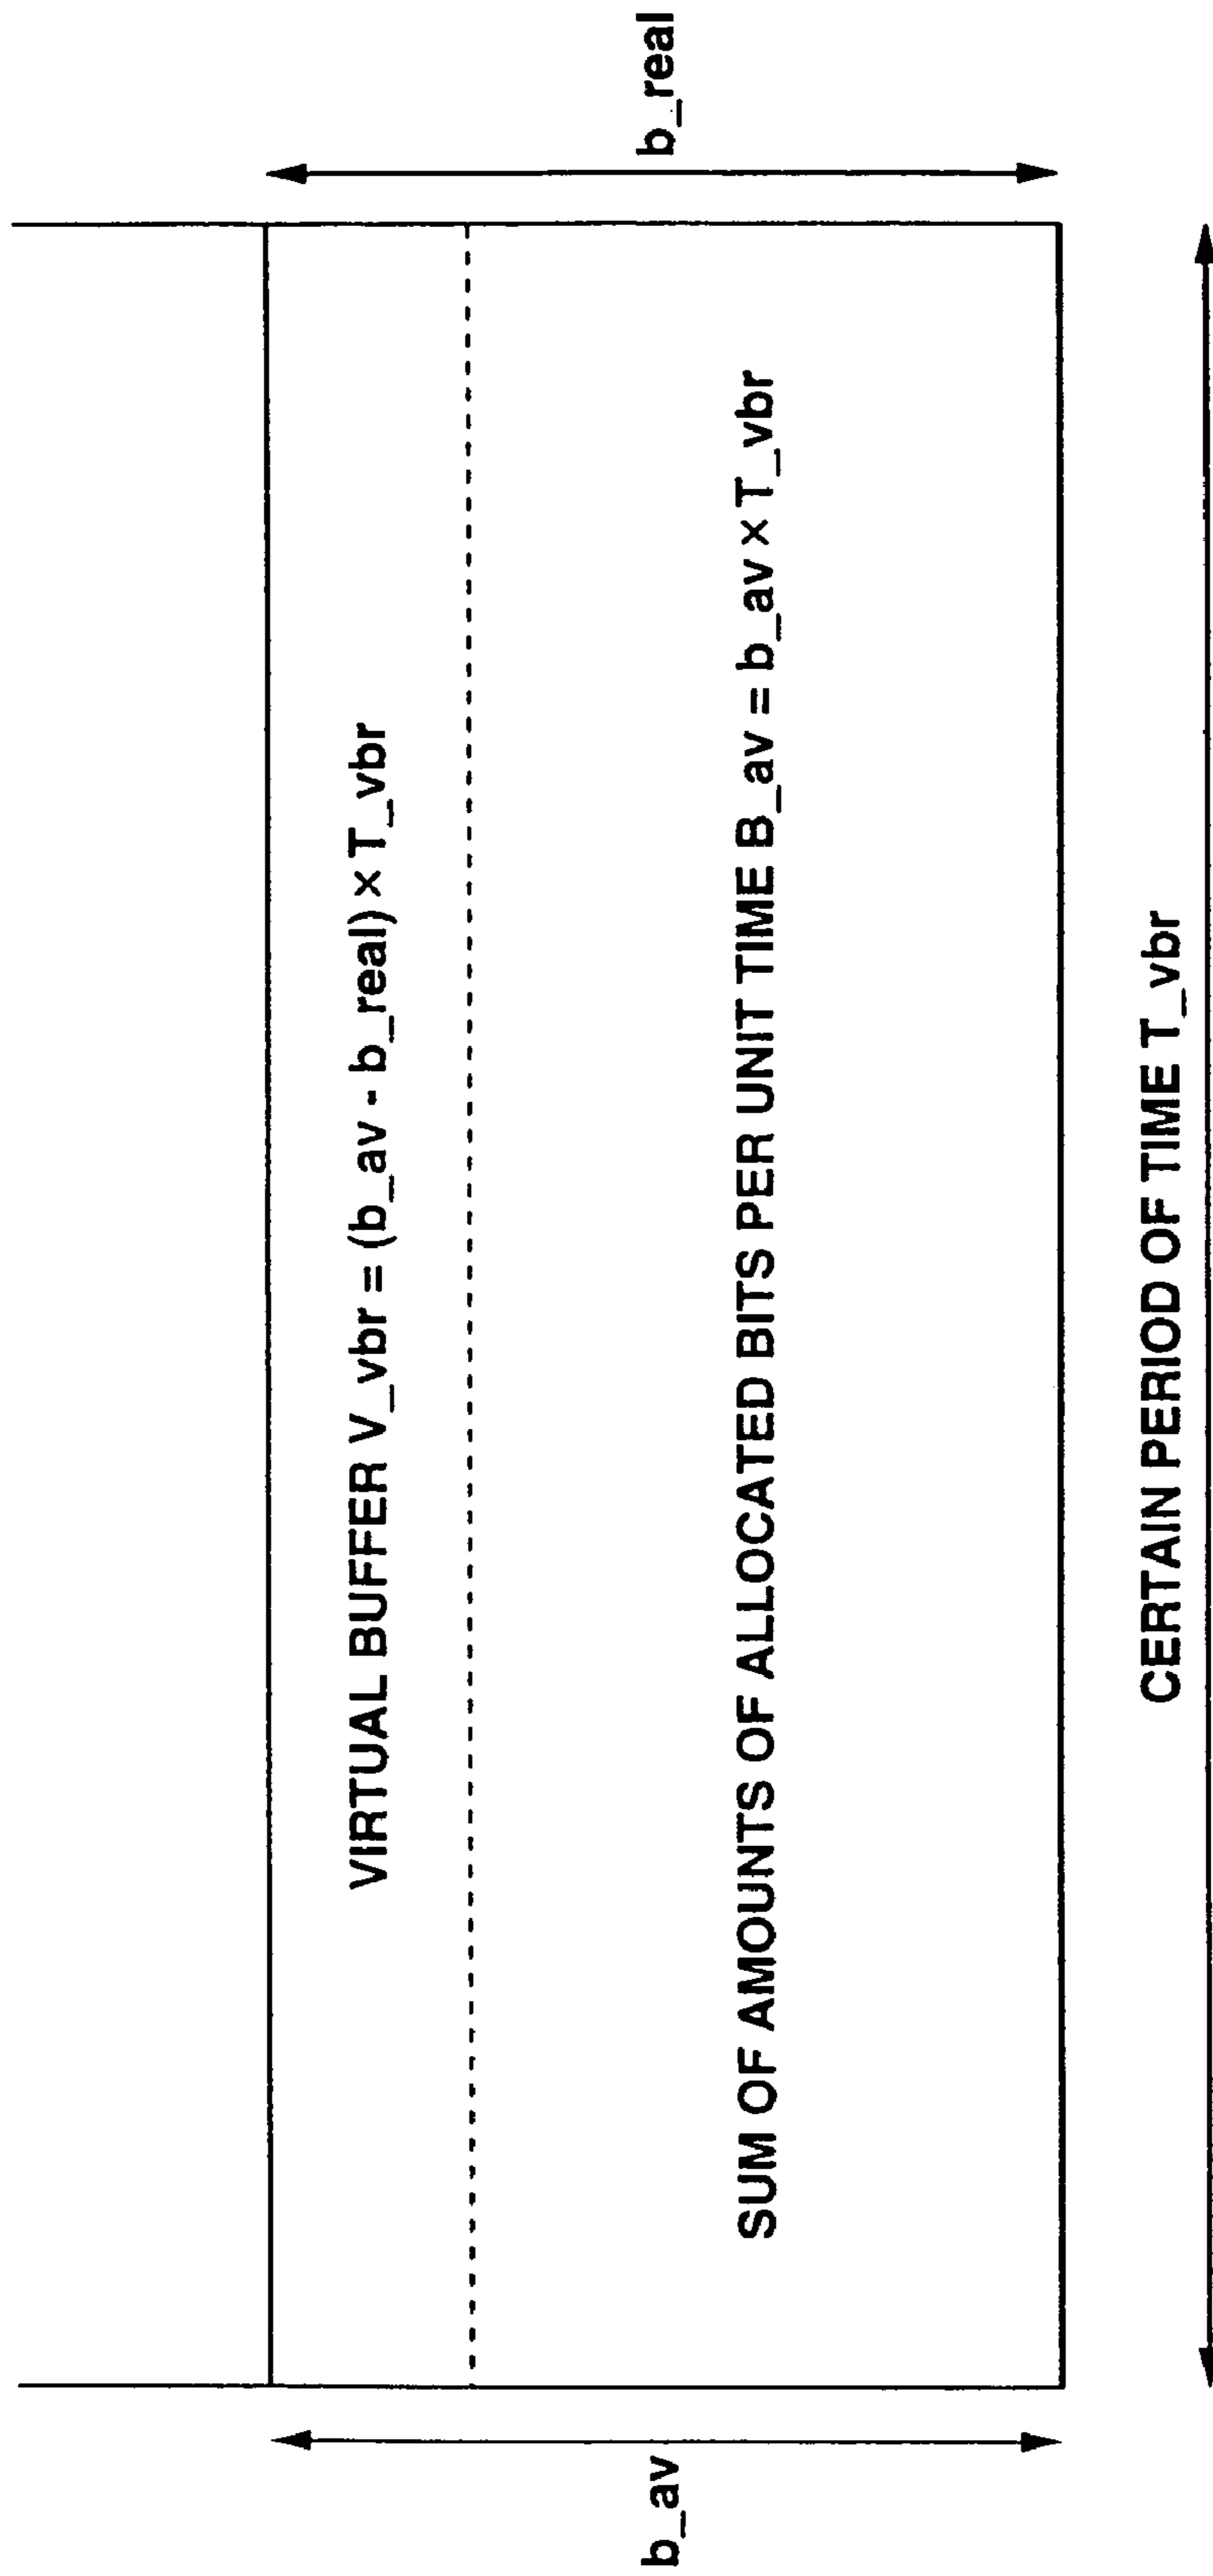 b_real
VIRTUAL BUFFER V_vbr = (b_av - b_real) × T_vbr
SUM OF AMOUNTS OF ALLOCATED BITS PER UNIT TIME B_av = b_av × T_vbr
b_av
CERTAIN PERIOD OF TIME T_vbr